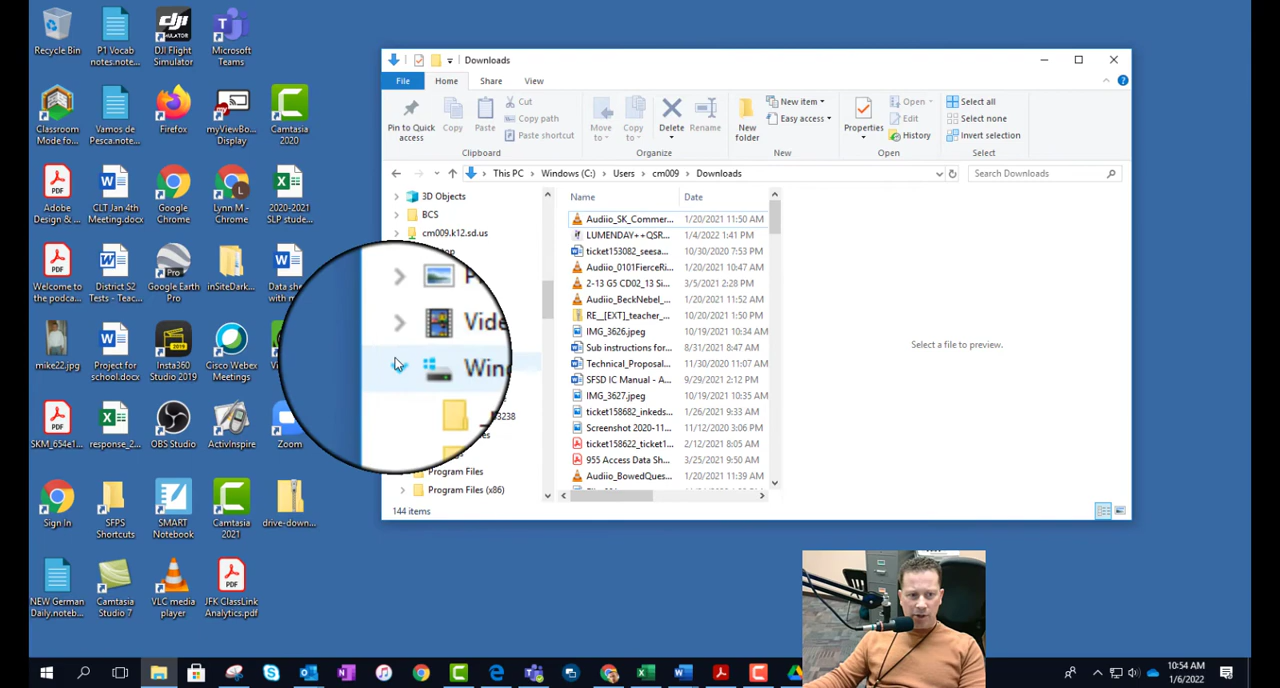 Recycle Bin
P1 Vocab
notes.note...
DJI Flight
Simulator
Microsoft
Teams
Classroom
Mode fo...
Vamos de
Pesca.note...
Firefox
myViewBo...
Display
Camtasia
2020
Adobe
Design &...
CLT Jan 4th
Meeting.docx
Google
Chrome
Lynn M -
Chrome
2020-2021
SLP stude...
Welcome to
the podca...
District S2
Tests - Teac...
Google Earth
Pro
inSiteDark...
Data she
with m
mike22.jpg
Project for
school.docx
Insta360
Studio 2019
Cisco Webex
Meetings
SKM_654e1...
response_2...
OBS Studio
ActivInspire
Zoom
Sign In
SFPS
Shortcuts
SMART
Notebook
Camtasia
2021
drive-down...
NEW German
Daily.noteb...
Camtasia
Studio 7
VLC media
player
JFK ClassLink
Analytics.pdf
Downloads
File Home Share View
Pin to Quick
access
Copy
Paste
Cut
Copy path
Paste shortcut
Clipboard
Move
to
Copy
to
Delete
Rename
Organize
New
folder
New item
Easy access
New
Properties
Open
Edit
History
Open
Select all
Select none
Invert selection
Select
This PC > Windows (C:) > Users > cm009 > Downloads
Search Downloads
3D Objects
BCS
cm009.k12.sd.us
Vide
Wind
3238
Program Files
Program Files (x86)
Name Date
Audiio_SK_Commer... 1/20/2021 11:50 AM
LUMENDAY++QSR... 1/4/2022 1:41 PM
ticket153082_seesa... 10/30/2020 7:53 PM
Audiio_0101FierceRi... 1/20/2021 10:47 AM
2-13 G5 CD02_13 Si... 3/5/2021 2:28 PM
Audiio_BeckNebel_... 1/20/2021 11:52 AM
RE__[EXT]_teacher_... 10/20/2021 1:50 PM
IMG_3626.jpeg 10/19/2021 10:34 AM
Sub instructions for... 8/31/2021 8:47 AM
Technical_Proposal... 11/30/2020 11:07 AM
SFSD IC Manual - A... 9/29/2021 2:12 PM
IMG_3627.jpeg 10/19/2021 10:35 AM
ticket158682_inkeds... 1/26/2021 9:33 AM
Screenshot 2020-11... 11/12/2020 3:06 PM
ticket158622_ticket1... 2/12/2021 8:05 AM
955 Access Data Sh... 3/25/2021 9:50 AM
Audiio_BowedQues... 1/20/2021 11:39 AM
Select a file to preview.
144 items
10:54 AM
1/6/2022